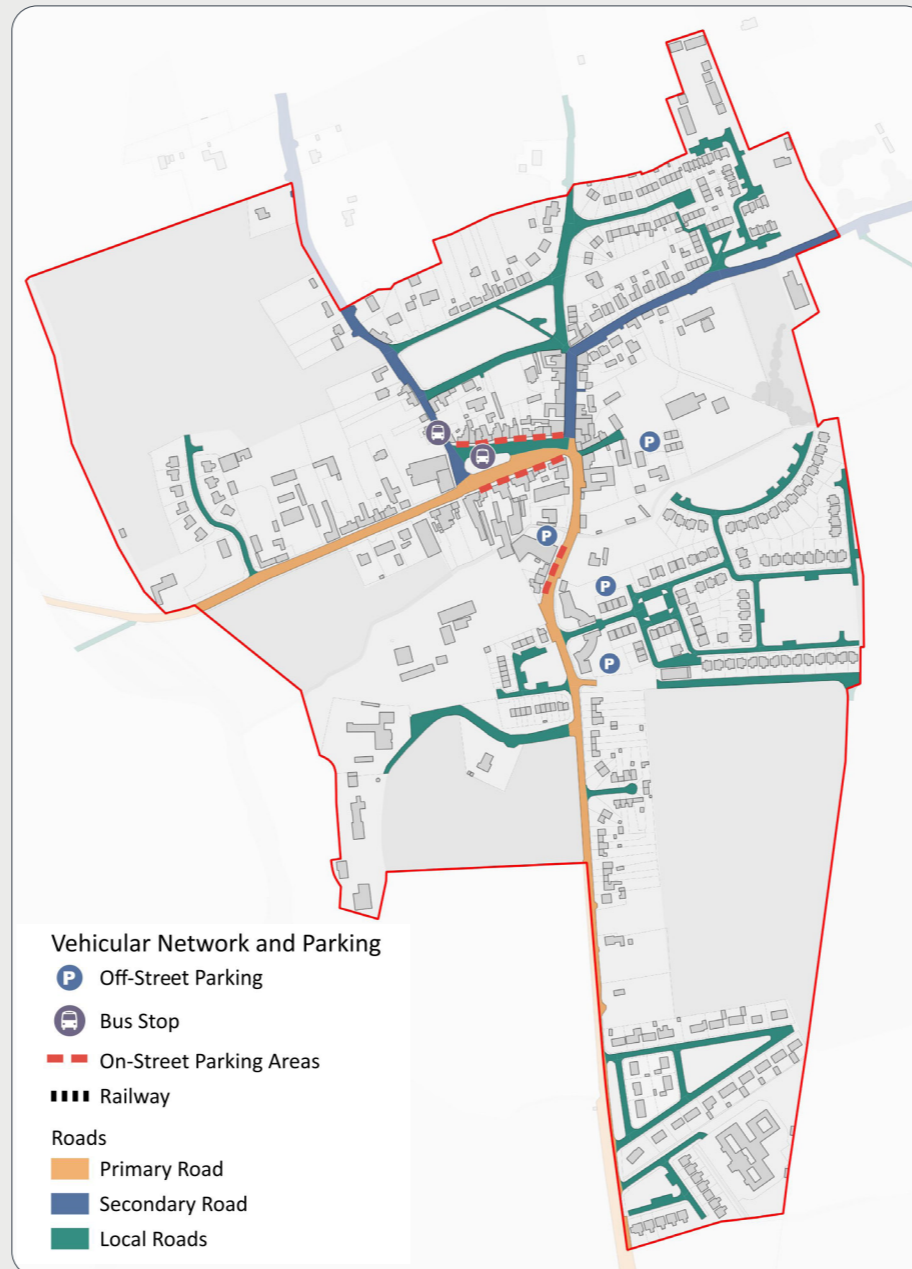 P
P
P
P
Vehicular Network and Parking
P Off-Street Parking
Bus Stop
On-Street Parking Areas
Railway
Roads
Primary Road
Secondary Road
Local Roads